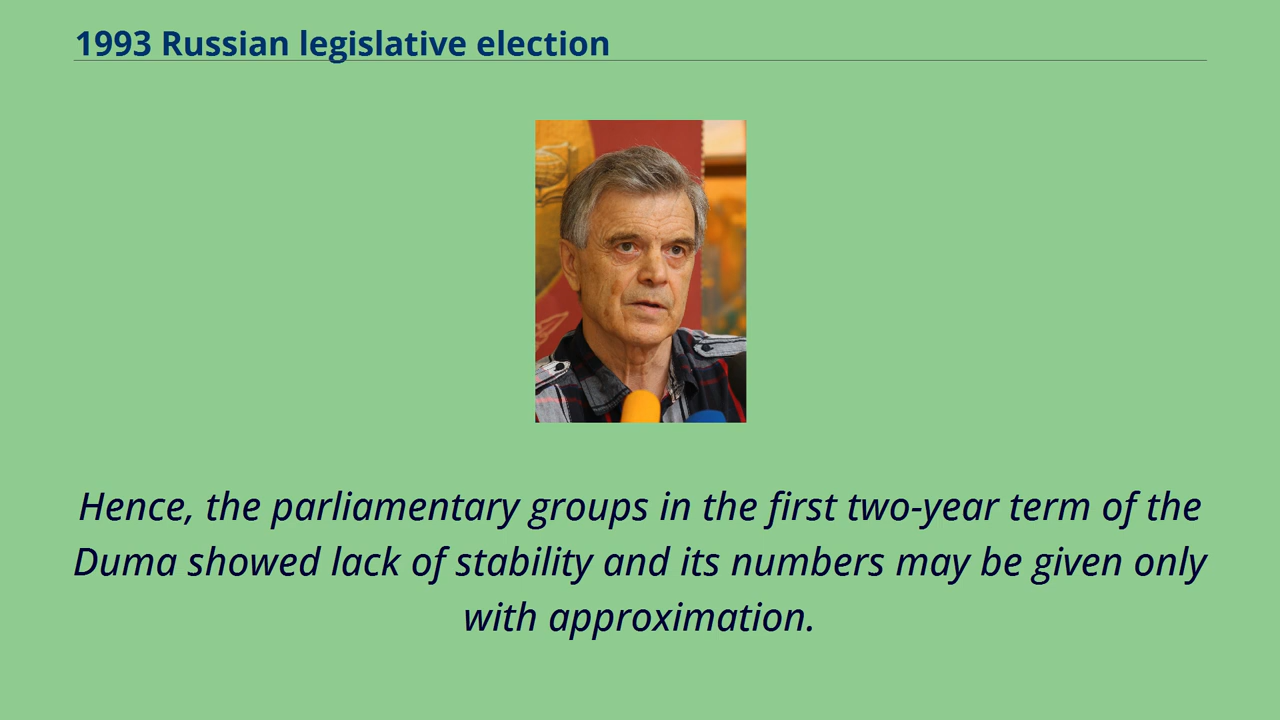 1993 Russian legislative election
Hence, the parliamentary groups in the first two-year term of the
Duma showed lack of stability and its numbers may be given only
with approximation.